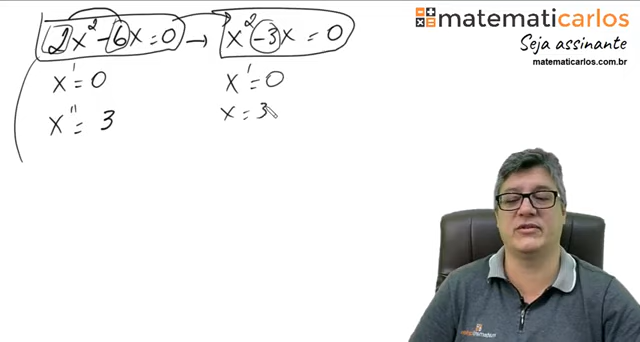 2x² - 6x = 0 → x² - 3x = 0
x' = 0
x'' = 3
x' = 0
x = 3
matematicarlos
Seja assinante
matematicarlos.com.br